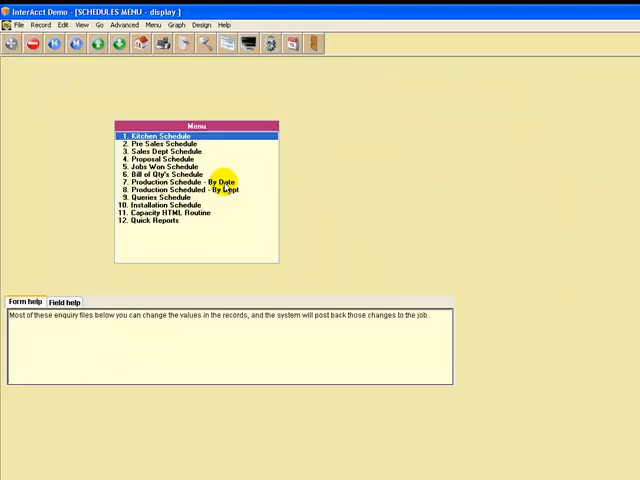 InterAcct Demo - [SCHEDULES MENU - display ]
File Record Edit View Go Advanced Menu Graph Design Help
Menu
1. Kitchen Schedule
2. Pre Sales Schedule
3. Sales Dept Schedule
4. Proposal Schedule
5. Jobs Won Schedule
6. Bill of Qty's Schedule
7. Production Schedule - By Date
8. Production Scheduled - By Dept
9. Queries Schedule
10. Installation Schedule
11. Capacity HTML Routine
12. Quick Reports
Form help Field help
Most of these enquiry files below you can change the values in the records, and the system will post back those changes to the job.